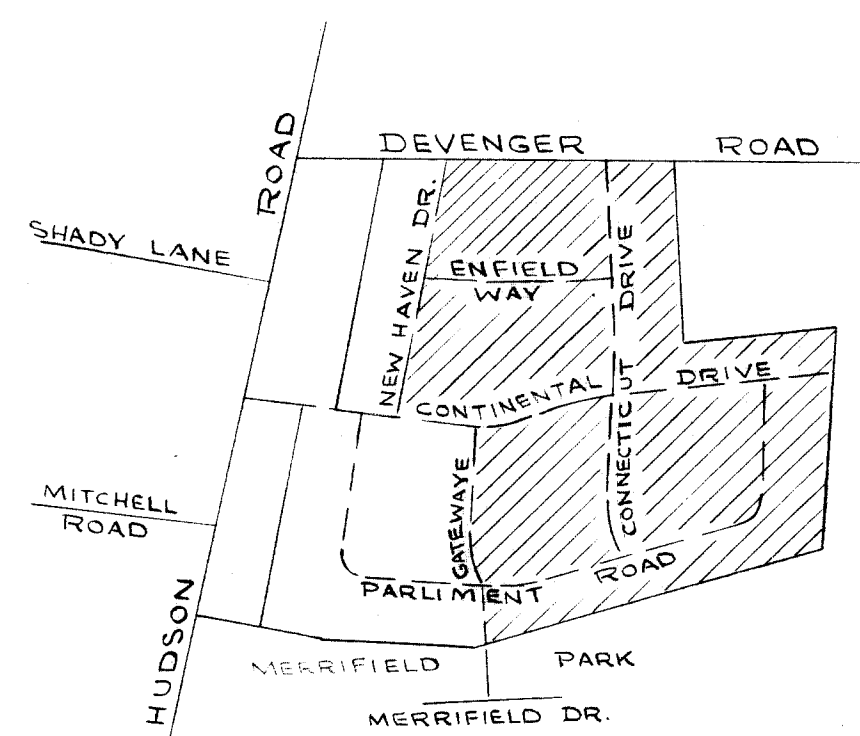 DEVENGER ROAD
HUDSON ROAD
SHADY LANE
NEW HAVEN DR.
ENFIELD
WAY
CONNECTICUT DRIVE
CONTINENTAL DRIVE
MITCHELL
ROAD
GATEWAYE
PARLIMENT ROAD
MERRIFIELD PARK
MERRIFIELD DR.